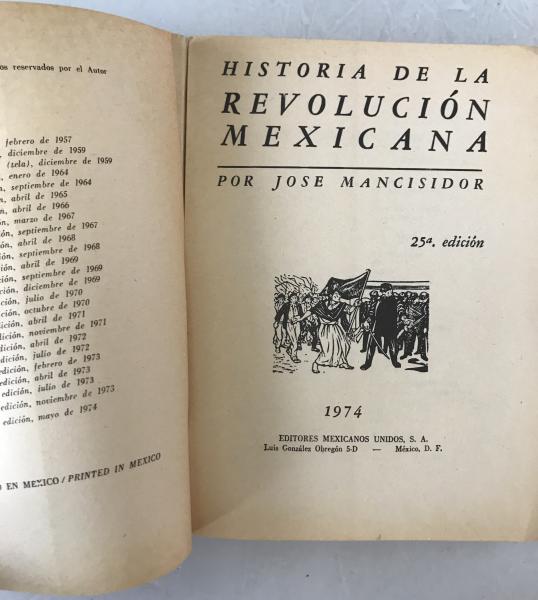 os reservados por el Autor
febrero de 1957
, diciembre de 1959
(tela), diciembre de 1959
, enero de 1964
n, septiembre de 1964
n, abril de 1965
n, abril de 1966
ón, marzo de 1967
ión, septiembre de 1967
ión, abril de 1968
ión, septiembre de 1968
ción, abril de 1969
ición, septiembre de 1969
ición, diciembre de 1969
dición, julio de 1970
dición, octubre de 1970
dición, abril de 1971
dición, noviembre de 1971
edición, abril de 1972
edición, julio de 1972
edición, febrero de 1973
edición, abril de 1973
edición, julio de 1973
edición, noviembre de 1973
edición, mayo de 1974
O EN MEXICO / PRINTED IN MEXICO
HISTORIA DE LA
REVOLUCIÓN
MEXICANA
POR JOSE MANCISIDOR
25ª. edición
1974
EDITORES MEXICANOS UNIDOS, S. A.
Luis González Obregón 5-D — México, D. F.